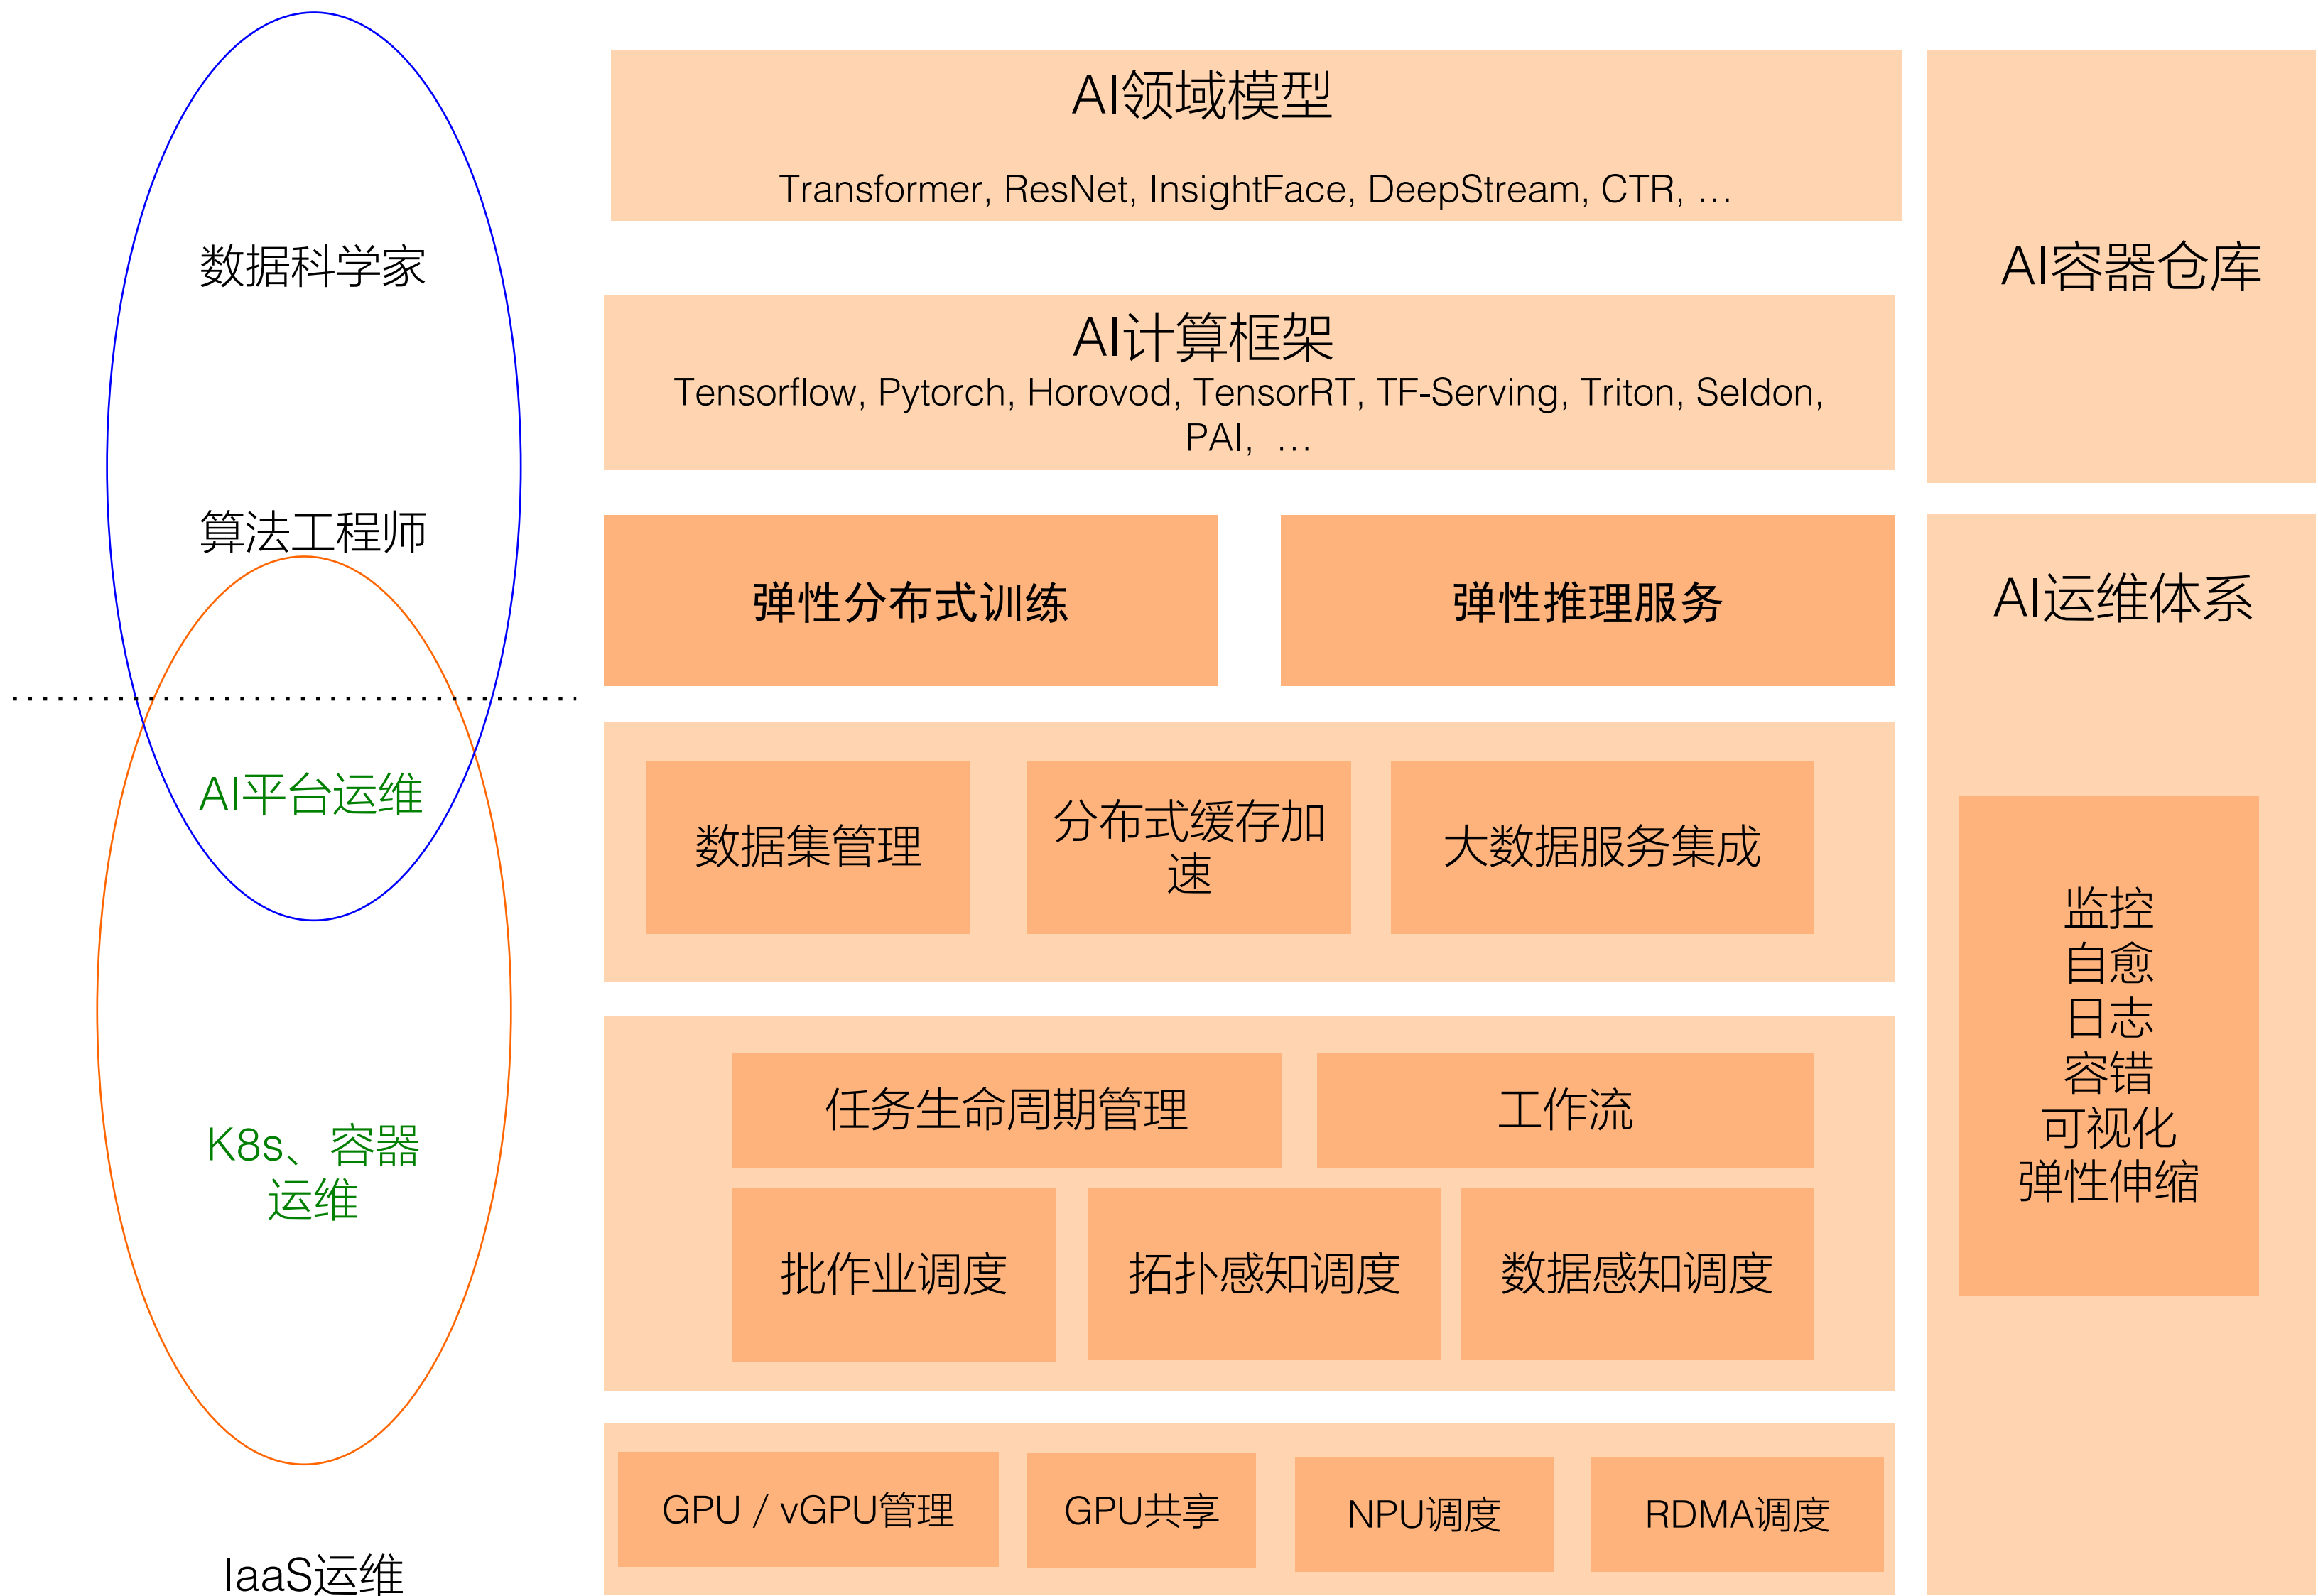 AI领域模型
Transformer, ResNet, InsightFace, DeepStream, CTR, …
AI容器仓库
数据科学家
AI计算框架
Tensorflow, Pytorch, Horovod, TensorRT, TF-Serving, Triton, Seldon,
PAI, …
算法工程师
弹性分布式训练
弹性推理服务
AI运维体系
AI平台运维
数据集管理
分布式缓存加
速
大数据服务集成
监控
自愈
日志
容错
可视化
弹性伸缩
K8s、容器
运维
任务生命周期管理
工作流
批作业调度
拓扑感知调度
数据感知调度
GPU / vGPU管理
GPU共享
NPU调度
RDMA调度
IaaS运维